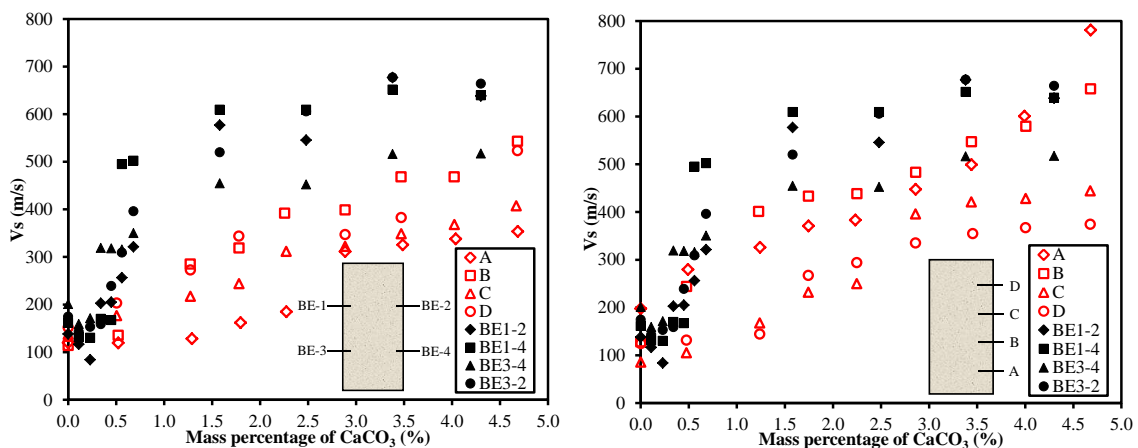 800
700
600
500
400
300
200
100
0
Vs (m/s)
0.0 0.5 1.0 1.5 2.0 2.5 3.0 3.5 4.0 4.5 5.0
Mass percentage of CaCO3 (%)
BE-1
BE-2
BE-3
BE-4
A
B
C
D
BE1-2
BE1-4
BE3-4
BE3-2
800
700
600
500
400
300
200
100
0
Vs (m/s)
0.0 0.5 1.0 1.5 2.0 2.5 3.0 3.5 4.0 4.5 5.0
Mass percentage of CaCO3 (%)
D
C
B
A
A
B
C
D
BE1-2
BE1-4
BE3-4
BE3-2